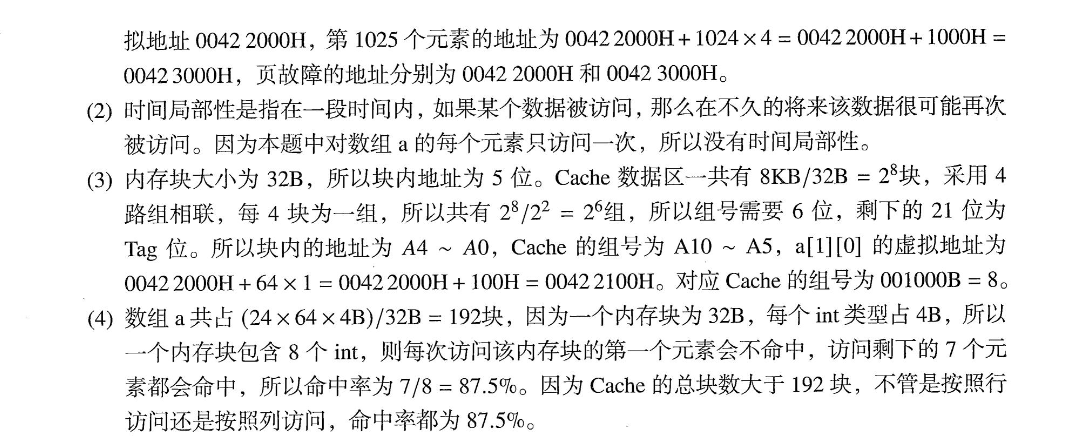 拟地址 0042 2000H，第 1025 个元素的地址为 0042 2000H + 1024 × 4 = 0042 2000H + 1000H =
0042 3000H，页故障的地址分别为 0042 2000H 和 0042 3000H。
(2) 时间局部性是指在一段时间内，如果某个数据被访问，那么在不久的将来该数据很可能再次
被访问。因为本题中对数组 a 的每个元素只访问一次，所以没有时间局部性。
(3) 内存块大小为 32B，所以块内地址为 5 位。Cache 数据区一共有 8KB/32B = 2⁸块，采用 4
路组相联，每 4 块为一组，所以共有 2⁸/2² = 2⁶组，所以组号需要 6 位，剩下的 21 位为
Tag 位。所以块内的地址为 A4 ~ A0，Cache 的组号为 A10 ~ A5，a[1][0] 的虚拟地址为
0042 2000H + 64 × 1 = 0042 2000H + 100H = 0042 2100H。对应 Cache 的组号为 001000B = 8。
(4) 数组 a 共占 (24 × 64 × 4B)/32B = 192块，因为一个内存块为 32B，每个 int 类型占 4B，所以
一个内存块包含 8 个 int，则每次访问该内存块的第一个元素会不命中，访问剩下的 7 个元
素都会命中，所以命中率为 7/8 = 87.5%。因为 Cache 的总块数大于 192 块，不管是按照行
访问还是按照列访问，命中率都为 87.5%。